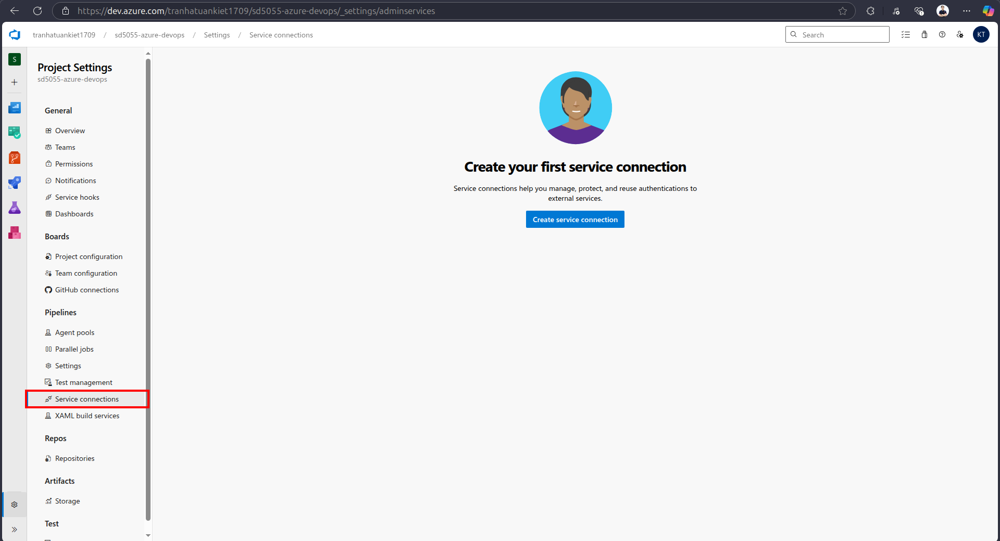 https://dev.azure.com/tranhatuankiet1709/sd5055-azure-devops/_settings/adminservices
tranhatuankiet1709 / sd5055-azure-devops / Settings / Service connections
Search
KT
S
Project Settings
sd5055-azure-devops
General
Overview
Teams
Permissions
Notifications
Service hooks
Dashboards
Boards
Project configuration
Team configuration
GitHub connections
Pipelines
Agent pools
Parallel jobs
Settings
Test management
Service connections
XAML build services
Repos
Repositories
Artifacts
Storage
Test
Create your first service connection
Service connections help you manage, protect, and reuse authentications to
external services.
Create service connection